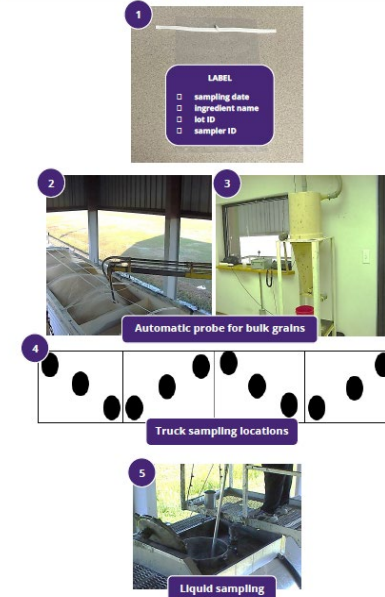 1
LABEL
▯ sampling date
▯ ingredient name
▯ lot ID
▯ sampler ID
2
3
Automatic probe for bulk grains
4
Truck sampling locations
5
Liquid sampling